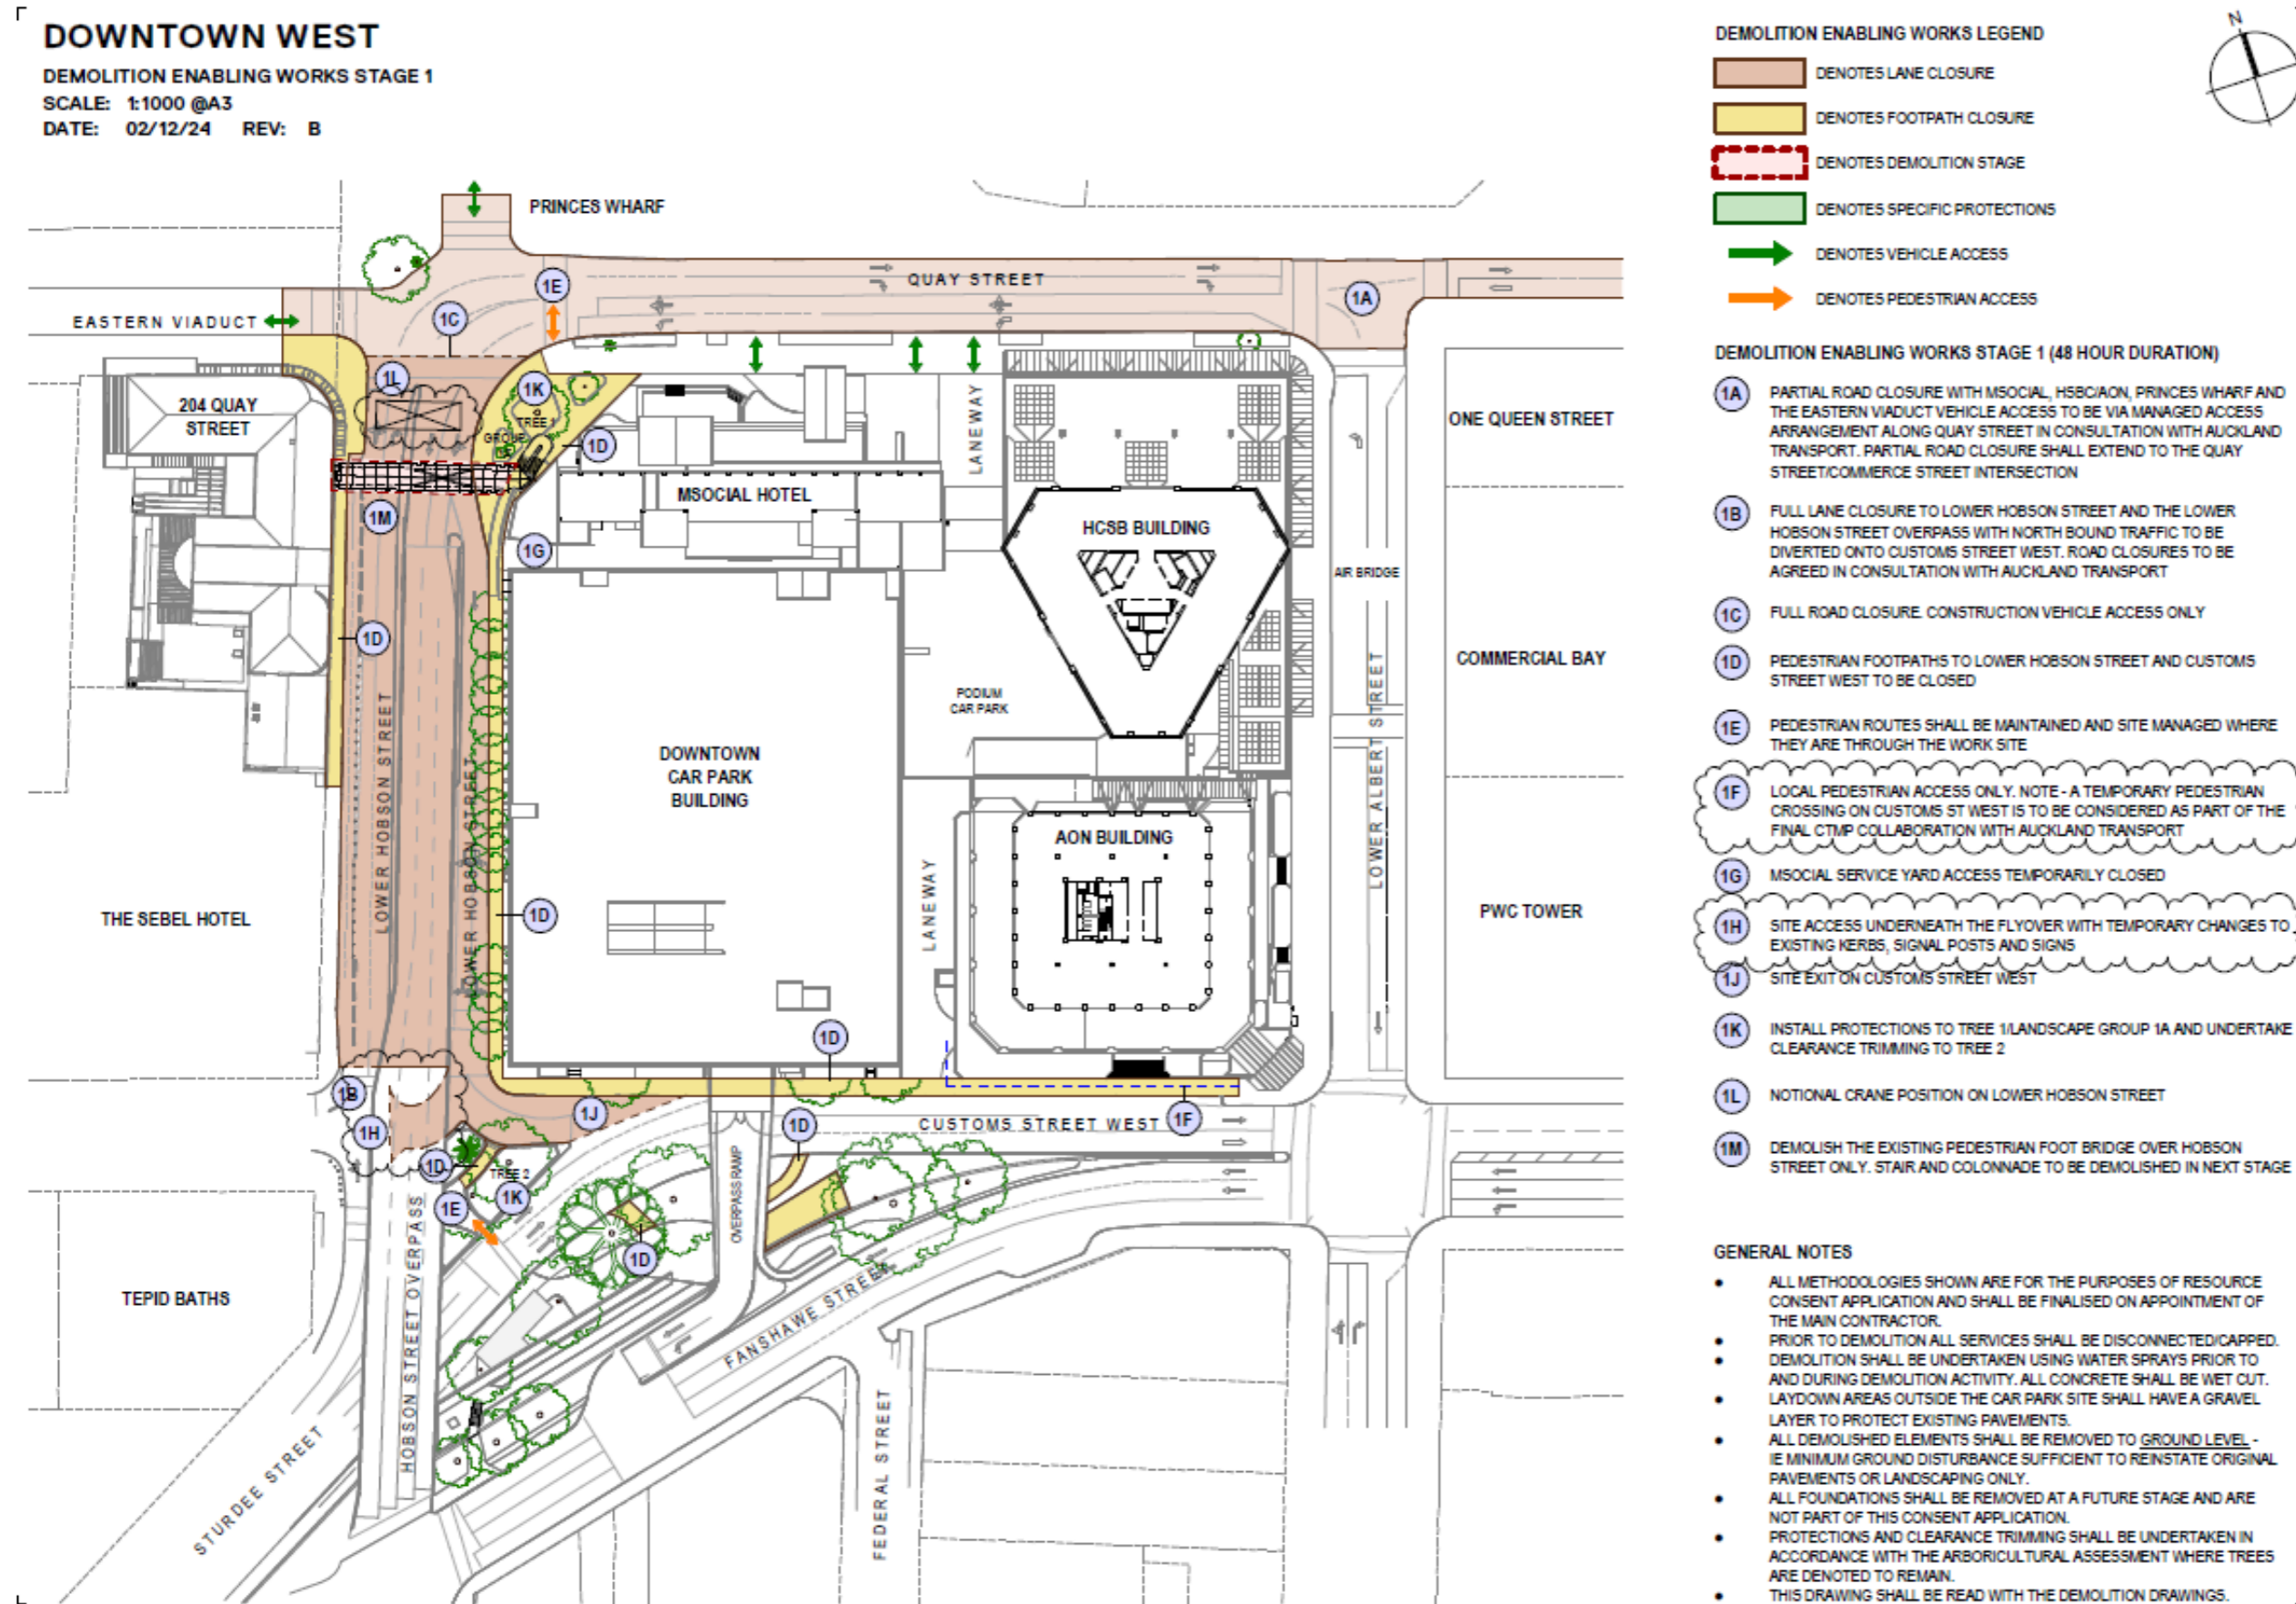 DOWNTOWN WEST
DEMOLITION ENABLING WORKS STAGE 1
SCALE: 1:1000 @A3
DATE: 02/12/24 REV: B
PRINCES WHARF
QUAY STREET
EASTERN VIADUCT
1E
1A
1C
1L
1K
TREE 1
GROUP
1D
204 QUAY
STREET
LANEWAY
ONE QUEEN STREET
MSOCIAL HOTEL
1M
1G
HCSB BUILDING
AIR BRIDGE
1D
LOWER HOBSON STREET
LOWER HOBSON STREET
COMMERCIAL BAY
PODIUM
CAR PARK
LOWER ALBERT STREET
DOWNTOWN
CAR PARK
BUILDING
AON BUILDING
LANEWAY
THE SEBEL HOTEL
1D
PWC TOWER
1D
1B
1H
1J
1D
CUSTOMS STREET WEST
1F
1D
TREE 2
1K
1E
1D
OVERPASS RAMP
HOBSON STREET OVERPASS
TEPID BATHS
FANSHAWE STREET
STURDEE STREET
FEDERAL STREET
N
DEMOLITION ENABLING WORKS LEGEND
DENOTES LANE CLOSURE
DENOTES FOOTPATH CLOSURE
DENOTES DEMOLITION STAGE
DENOTES SPECIFIC PROTECTIONS
DENOTES VEHICLE ACCESS
DENOTES PEDESTRIAN ACCESS
DEMOLITION ENABLING WORKS STAGE 1 (48 HOUR DURATION)
1A PARTIAL ROAD CLOSURE WITH MSOCIAL, HSBC/AON, PRINCES WHARF AND
THE EASTERN VIADUCT VEHICLE ACCESS TO BE VIA MANAGED ACCESS
ARRANGEMENT ALONG QUAY STREET IN CONSULTATION WITH AUCKLAND
TRANSPORT. PARTIAL ROAD CLOSURE SHALL EXTEND TO THE QUAY
STREET/COMMERCE STREET INTERSECTION
1B FULL LANE CLOSURE TO LOWER HOBSON STREET AND THE LOWER
HOBSON STREET OVERPASS WITH NORTH BOUND TRAFFIC TO BE
DIVERTED ONTO CUSTOMS STREET WEST. ROAD CLOSURES TO BE
AGREED IN CONSULTATION WITH AUCKLAND TRANSPORT
1C FULL ROAD CLOSURE. CONSTRUCTION VEHICLE ACCESS ONLY
1D PEDESTRIAN FOOTPATHS TO LOWER HOBSON STREET AND CUSTOMS
STREET WEST TO BE CLOSED
1E PEDESTRIAN ROUTES SHALL BE MAINTAINED AND SITE MANAGED WHERE
THEY ARE THROUGH THE WORK SITE
1F LOCAL PEDESTRIAN ACCESS ONLY. NOTE - A TEMPORARY PEDESTRIAN
CROSSING ON CUSTOMS ST WEST IS TO BE CONSIDERED AS PART OF THE
FINAL CTMP COLLABORATION WITH AUCKLAND TRANSPORT
1G MSOCIAL SERVICE YARD ACCESS TEMPORARILY CLOSED
1H SITE ACCESS UNDERNEATH THE FLYOVER WITH TEMPORARY CHANGES TO
EXISTING KERBS, SIGNAL POSTS AND SIGNS
1J SITE EXIT ON CUSTOMS STREET WEST
1K INSTALL PROTECTIONS TO TREE 1/LANDSCAPE GROUP 1A AND UNDERTAKE
CLEARANCE TRIMMING TO TREE 2
1L NOTIONAL CRANE POSITION ON LOWER HOBSON STREET
1M DEMOLISH THE EXISTING PEDESTRIAN FOOT BRIDGE OVER HOBSON
STREET ONLY. STAIR AND COLONNADE TO BE DEMOLISHED IN NEXT STAGE
GENERAL NOTES
• ALL METHODOLOGIES SHOWN ARE FOR THE PURPOSES OF RESOURCE
CONSENT APPLICATION AND SHALL BE FINALISED ON APPOINTMENT OF
THE MAIN CONTRACTOR.
• PRIOR TO DEMOLITION ALL SERVICES SHALL BE DISCONNECTED/CAPPED.
• DEMOLITION SHALL BE UNDERTAKEN USING WATER SPRAYS PRIOR TO
AND DURING DEMOLITION ACTIVITY. ALL CONCRETE SHALL BE WET CUT.
• LAYDOWN AREAS OUTSIDE THE CAR PARK SITE SHALL HAVE A GRAVEL
LAYER TO PROTECT EXISTING PAVEMENTS.
• ALL DEMOLISHED ELEMENTS SHALL BE REMOVED TO GROUND LEVEL -
IE MINIMUM GROUND DISTURBANCE SUFFICIENT TO REINSTATE ORIGINAL
PAVEMENTS OR LANDSCAPING ONLY.
• ALL FOUNDATIONS SHALL BE REMOVED AT A FUTURE STAGE AND ARE
NOT PART OF THIS CONSENT APPLICATION.
• PROTECTIONS AND CLEARANCE TRIMMING SHALL BE UNDERTAKEN IN
ACCORDANCE WITH THE ARBORICULTURAL ASSESSMENT WHERE TREES
ARE DENOTED TO REMAIN.
• THIS DRAWING SHALL BE READ WITH THE DEMOLITION DRAWINGS.